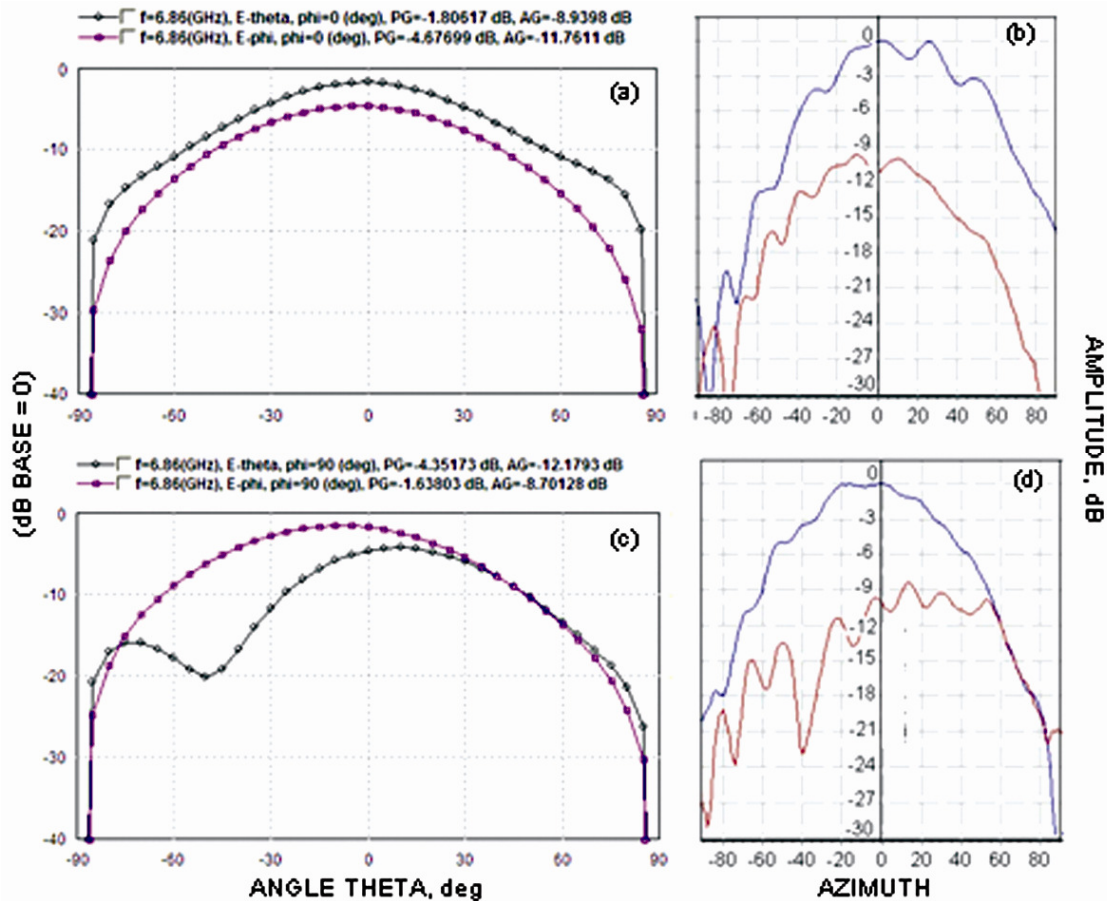 f=6.86(GHz), E-theta, phi=0 (deg), PG=-1.80617 dB, AG=-8.9398 dB
f=6.86(GHz), E-phi, phi=0 (deg), PG=-4.67699 dB, AG=-11.7611 dB
(a)
0
-10
-20
-30
-40
-90 -60 -30 0 30 60 90
(b)
0
-3
-6
-9
-12
-15
-18
-21
-24
-27
-30
-80 -60 -40 -20 0 20 40 60 80
f=6.86(GHz), E-theta, phi=90 (deg), PG=-4.35173 dB, AG=-12.1793 dB
f=6.86(GHz), E-phi, phi=90 (deg), PG=-1.63803 dB, AG=-8.70128 dB
(c)
0
-10
-20
-30
-40
-90 -60 -30 0 30 60 90
(d)
0
-3
-6
-9
-12
-15
-18
-21
-24
-27
-30
-80 -60 -40 -20 0 20 40 60 80
(dB BASE = 0)
AMPLITUDE, dB
ANGLE THETA, deg
AZIMUTH